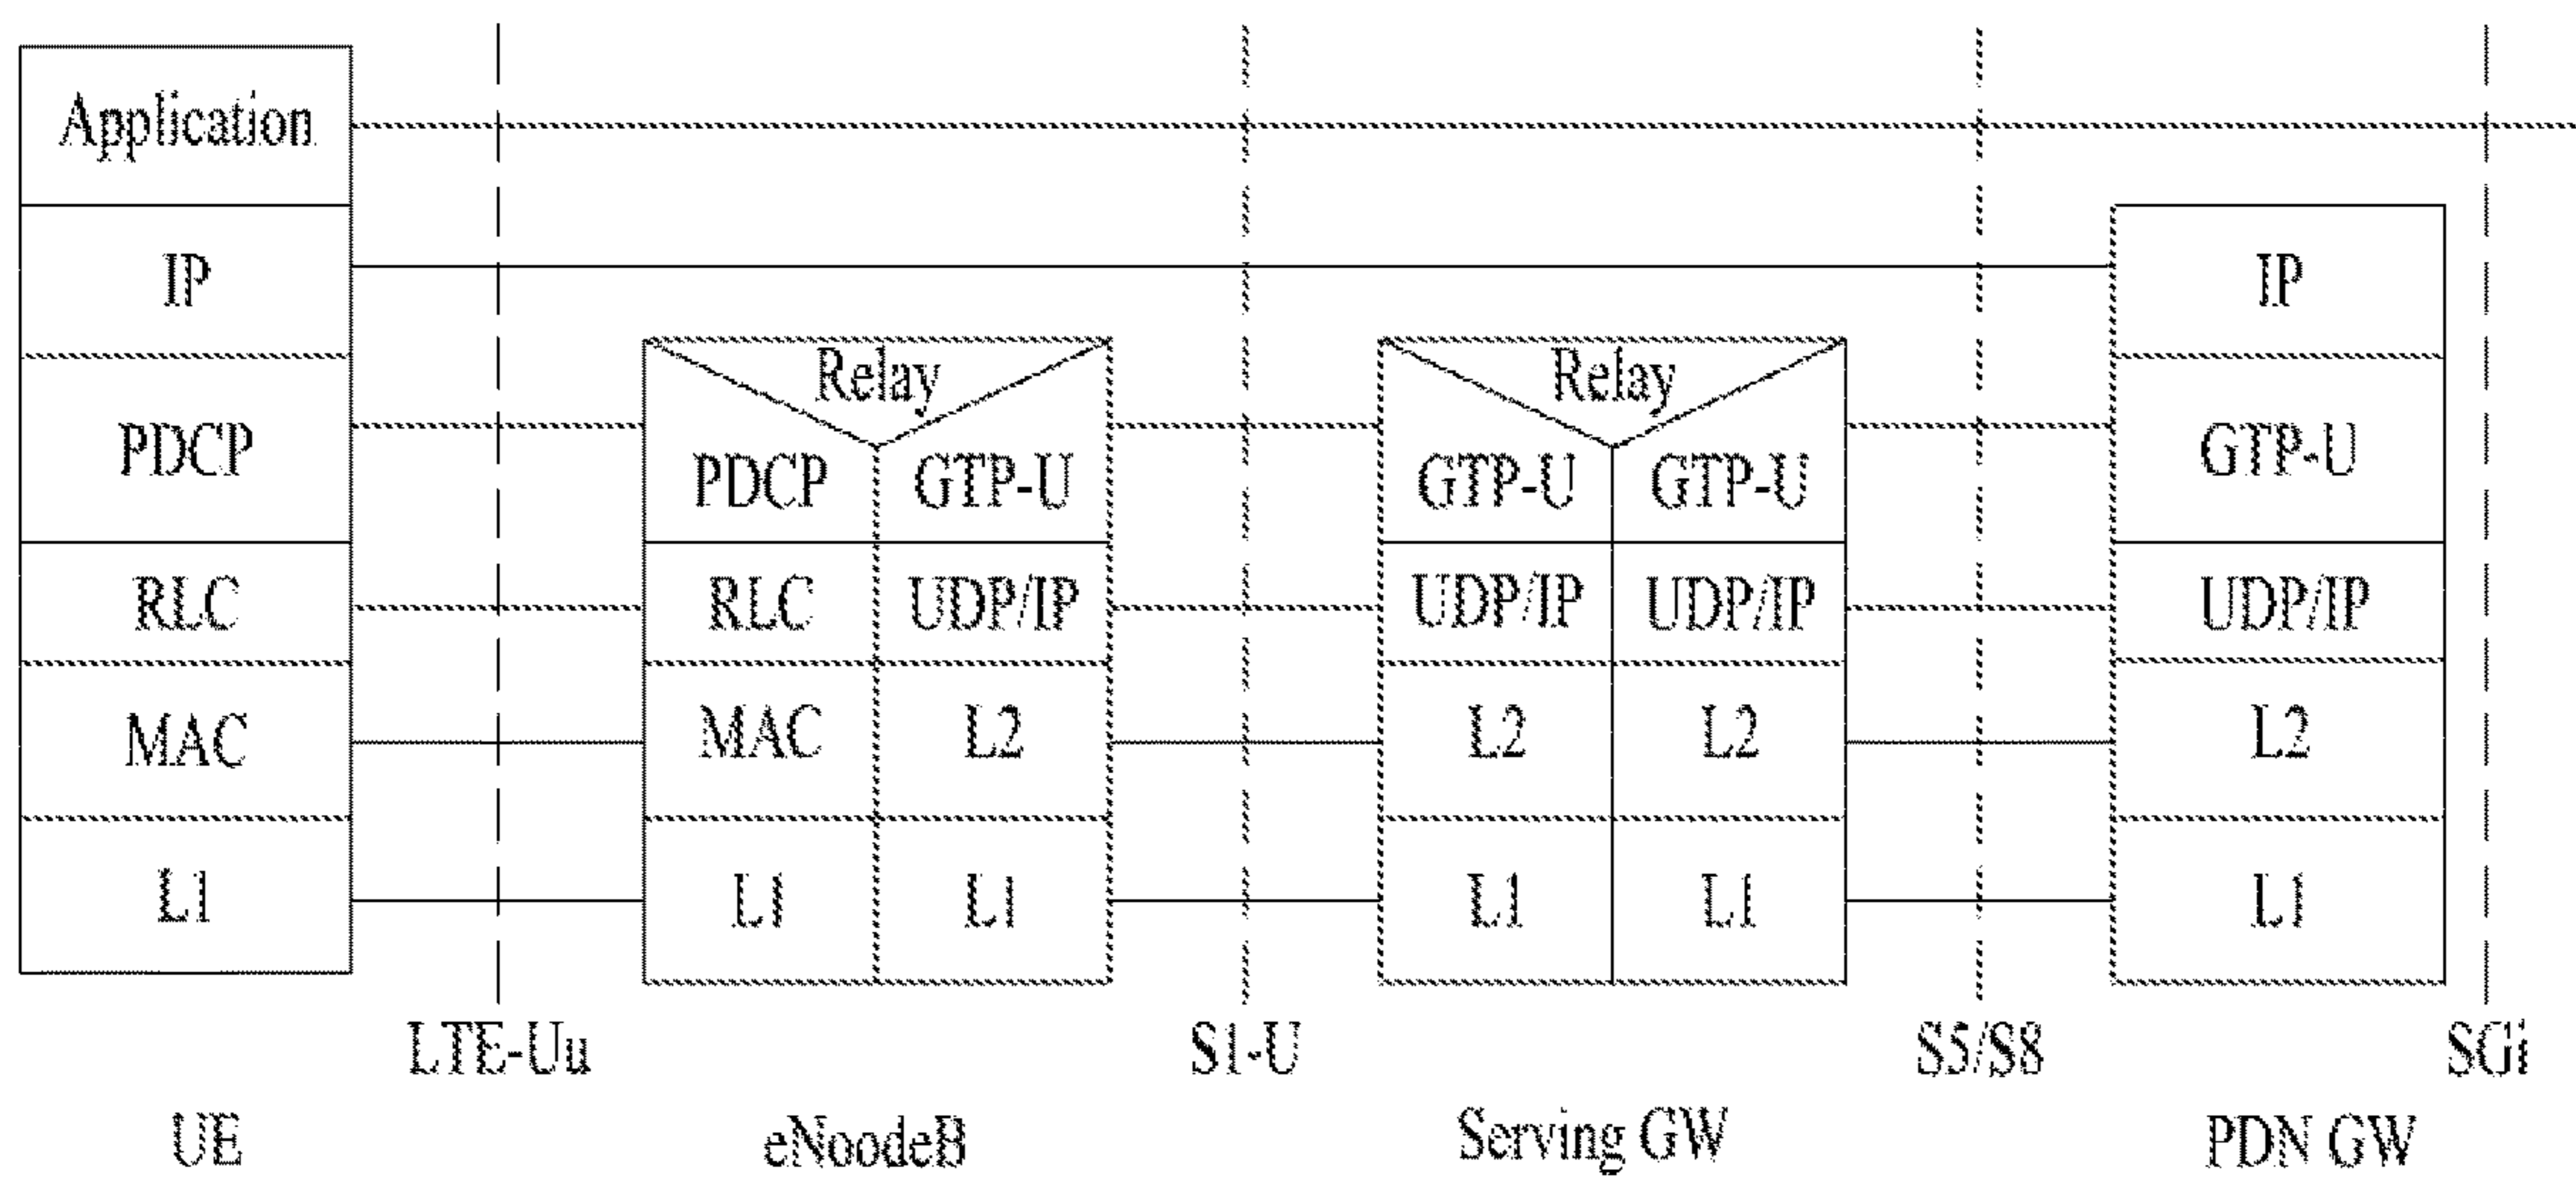 Application
IP
IP
Relay
Relay
PDCP
PDCP
GTP-U
GTP-U
GTP-U
GTP-U
RLC
RLC
UDP/IP
UDP/IP
UDP/IP
UDP/IP
MAC
MAC
L2
L2
L2
L2
L1
L1
L1
L1
L1
L1
LTE-Uu
S1-U
S5/S8
SGi
UE
eNoodeB
Serving GW
PDN GW